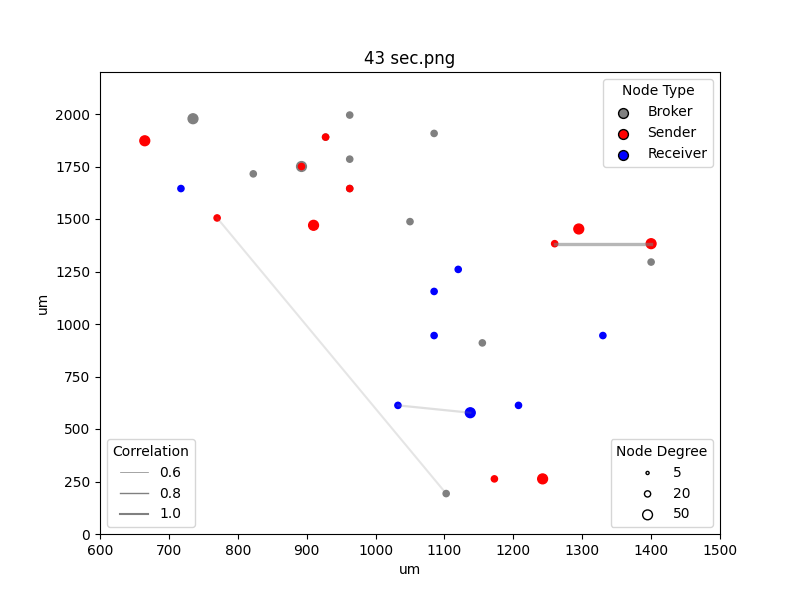 43 sec.png
Node Type
Broker
Sender
Receiver
2000
1750
1500
1250
1000
750
500
250
0
um
Correlation
0.6
0.8
1.0
Node Degree
5
20
50
600 700 800 900 1000 1100 1200 1300 1400 1500
um